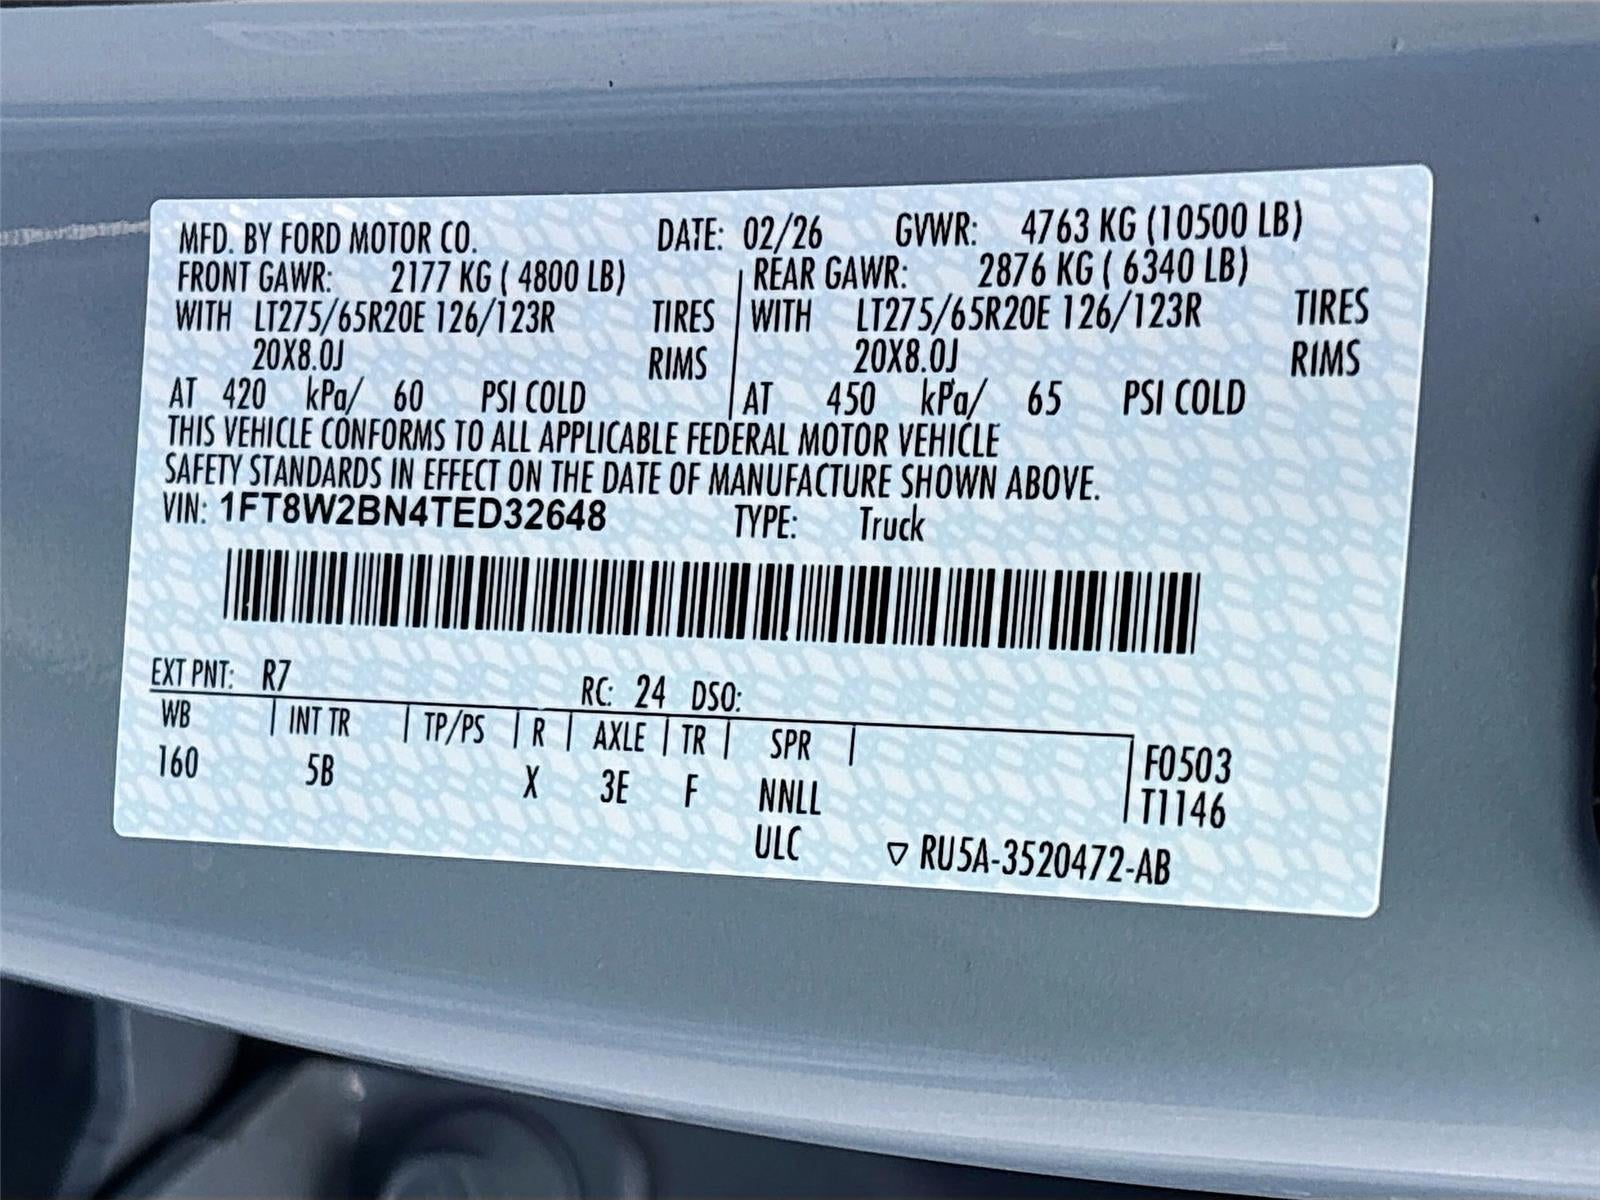 MFD. BY FORD MOTOR CO. DATE: 02/26 GVWR: 4763 KG (10500 LB)
FRONT GAWR: 2177 KG ( 4800 LB) REAR GAWR: 2876 KG ( 6340 LB)
WITH LT275/65R20E 126/123R TIRES WITH LT275/65R20E 126/123R TIRES
20X8.0J RIMS 20X8.0J RIMS
AT 420 kPa/ 60 PSI COLD AT 450 kPa/ 65 PSI COLD
THIS VEHICLE CONFORMS TO ALL APPLICABLE FEDERAL MOTOR VEHICLE
SAFETY STANDARDS IN EFFECT ON THE DATE OF MANUFACTURE SHOWN ABOVE.
VIN: 1FT8W2BN4TED32648 TYPE: Truck
EXT PNT: R7 RC: 24 DSO:
WB INT TR TP/PS R AXLE TR SPR F0503
160 5B X 3E F NNLL T1146
ULC ▽ RU5A-3520472-AB